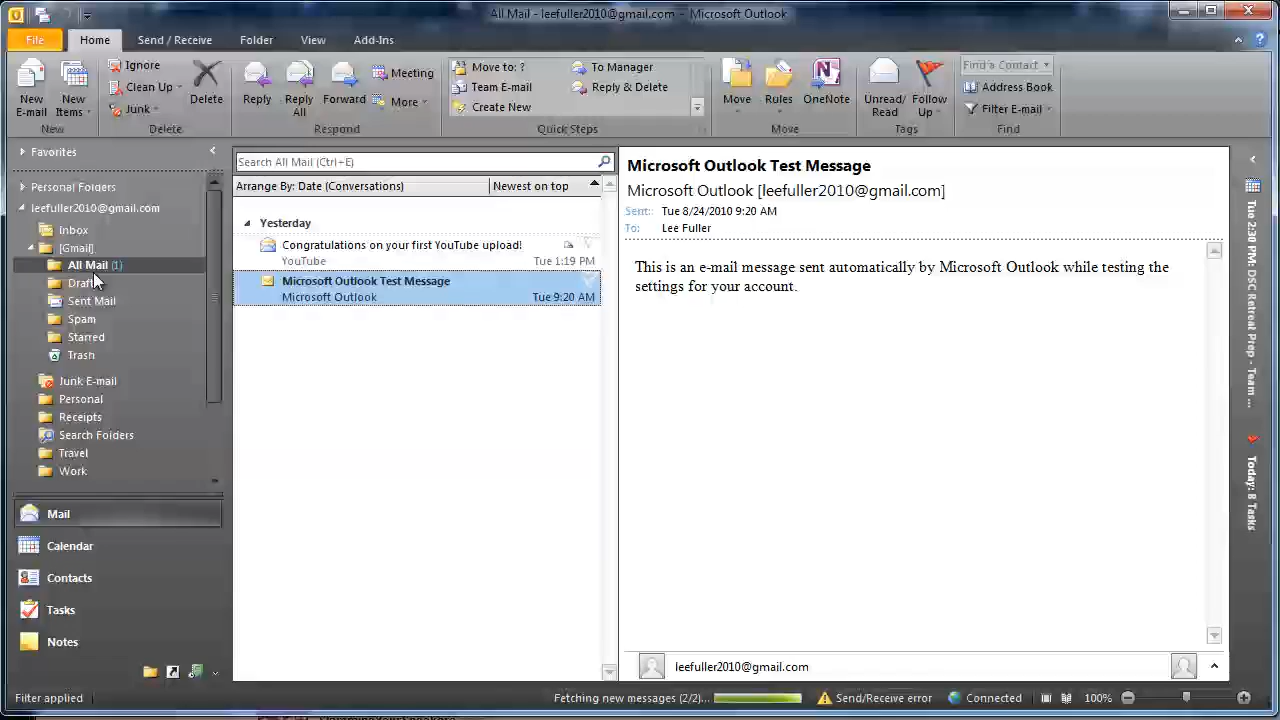 All Mail - leefuller2010@gmail.com - Microsoft Outlook
File Home Send / Receive Folder View Add-Ins
New E-mail
New Items
New
Ignore
Clean Up
Junk
Delete
Delete
Reply
Reply All
Forward
Meeting
More
Respond
Move to: ?
To Manager
Team E-mail
Reply & Delete
Create New
Quick Steps
Move
Rules
OneNote
Move
Unread/ Read
Follow Up
Tags
Find a Contact
Address Book
Filter E-mail
Find
Favorites
Personal Folders
leefuller2010@gmail.com
Inbox
[Gmail]
All Mail (1)
Draft
Sent Mail
Spam
Starred
Trash
Junk E-mail
Personal
Receipts
Search Folders
Travel
Work
Mail
Calendar
Contacts
Tasks
Notes
Search All Mail (Ctrl+E)
Arrange By: Date (Conversations) Newest on top
Yesterday
Congratulations on your first YouTube upload!
YouTube Tue 1:19 PM
Microsoft Outlook Test Message
Microsoft Outlook Tue 9:20 AM
Microsoft Outlook Test Message
Microsoft Outlook [leefuller2010@gmail.com]
Sent: Tue 8/24/2010 9:20 AM
To: Lee Fuller
This is an e-mail message sent automatically by Microsoft Outlook while testing the
settings for your account.
leefuller2010@gmail.com
Tue 2:30 PM: DSC Retreat Prep - Team ...
Today: 8 Tasks
Filter applied
Fetching new messages (2/2)
Send/Receive error
Connected
100%